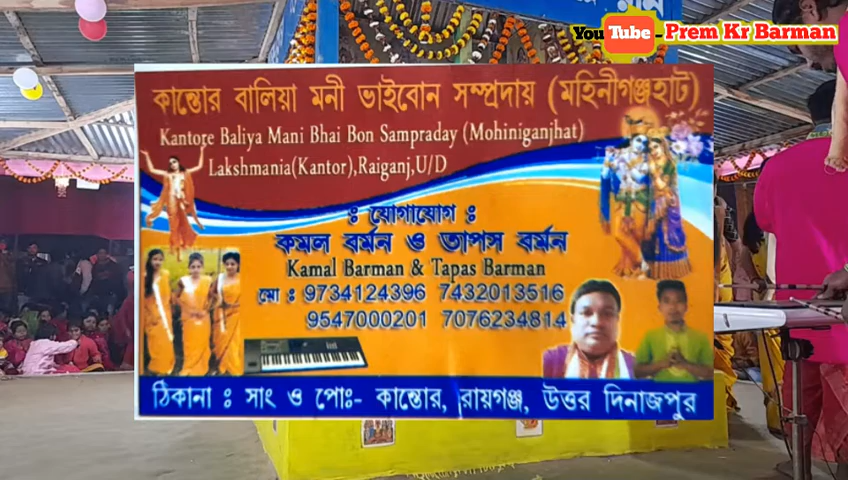 YouTube - Prem Kr Barman
কান্তোর বালিয়া মনী ভাইবোন সম্প্রদায় (মহিনীগঞ্জহাট)
Kantore Baliya Mani Bhai Bon Sampraday (Mohiniganjhat)
Lakshmania(Kantor),Raiganj,U/D
ঃ যোগাযোগ ঃ
কমল বর্মন ও তাপস বর্মন
Kamal Barman & Tapas Barman
মো : 9734124396 7432013516
9547000201 7076234814
ঠিকানা : সাং ও পোঃ- কান্তোর, রায়গঞ্জ, উত্তর দিনাজপুর